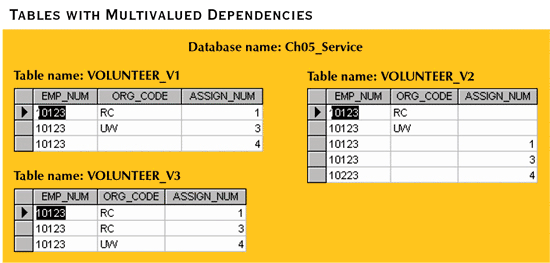 TABLES WITH MULTIVALUED DEPENDENCIES
Database name: Ch05_Service
Table name: VOLUNTEER_V1
EMP_NUM ORG_CODE ASSIGN_NUM
10123 RC 1
10123 UW 3
10123 4
Table name: VOLUNTEER_V2
EMP_NUM ORG_CODE ASSIGN_NUM
10123 RC
10123 UW
10123 1
10123 3
10223 4
Table name: VOLUNTEER_V3
EMP_NUM ORG_CODE ASSIGN_NUM
10123 RC 1
10123 RC 3
10123 UW 4